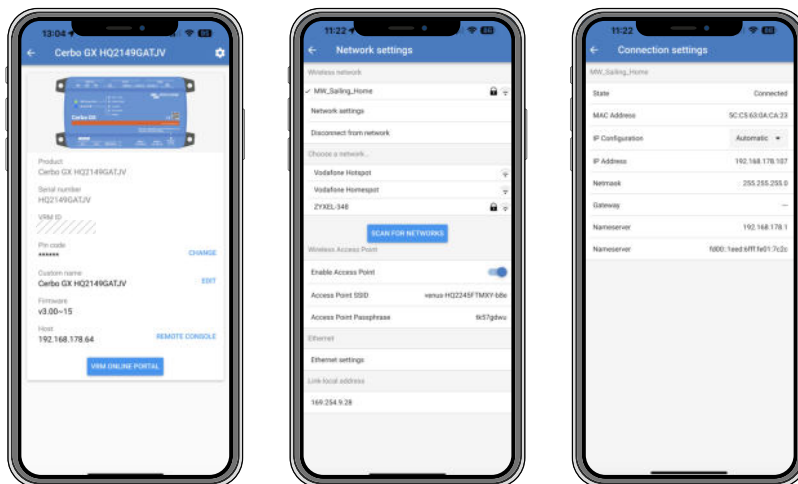 13:04
Cerbo GX HQ2149GATJV
Cerbo GX
Product
Cerbo GX HQ2149GATJV
Serial number
HQ2149GATJV
VRM ID
Pin code
******
CHANGE
Custom name
Cerbo GX HQ2149GATJV
EDIT
Firmware
v3.00~15
Host
192.168.178.64
REMOTE CONSOLE
VRM ONLINE PORTAL
11:22
Network settings
Wireless network
MW_Sailing_Home
Network settings
Disconnect from network
Choose a network...
Vodafone Hotspot
Vodafone Homespot
ZYXEL-348
SCAN FOR NETWORKS
Wireless Access Point
Enable Access Point
Access Point SSID
venus-HQ2245FTMXY-b8e
Access Point Passphrase
tk57gdwu
Ethernet
Ethernet settings
Link-local address
169.254.9.28
11:22
Connection settings
MW_Sailing_Home
State
Connected
MAC Address
5C:C5:63:0A:CA:23
IP Configuration
Automatic
IP Address
192.168.178.107
Netmask
255.255.255.0
Gateway
---
Nameserver
192.168.178.1
Nameserver
fd00::1eed:6fff:fe01:7c2c